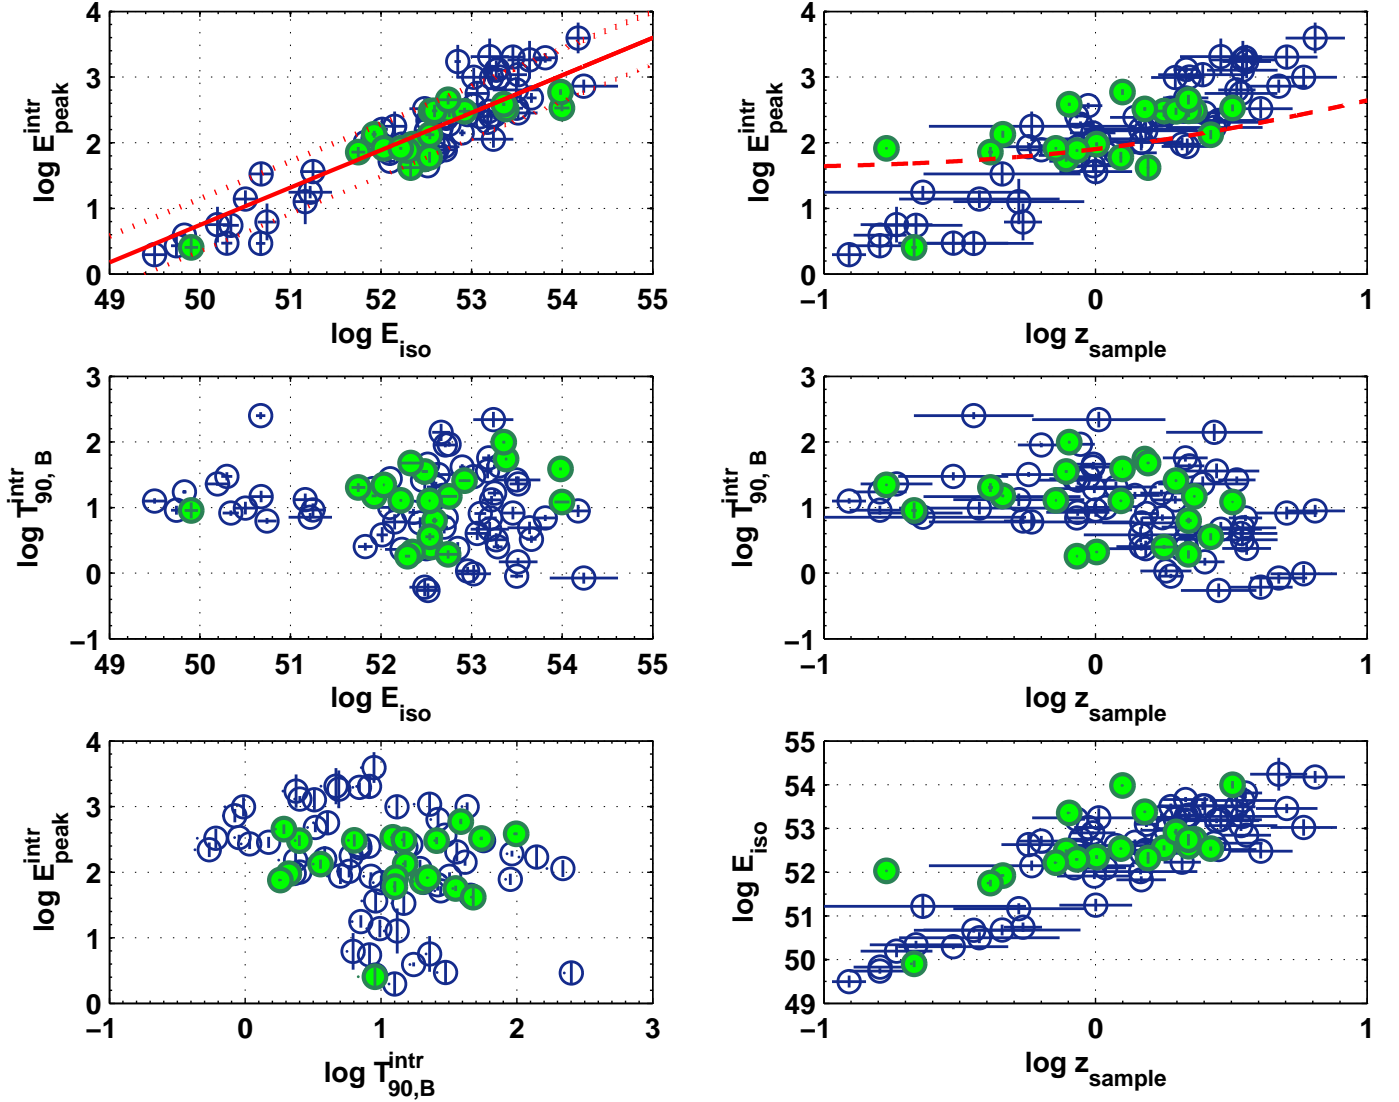 4
3
2
1
0
49 50 51 52 53 54 55
log E_iso
log E^intr_peak
4
3
2
1
0
−1 0 1
log z_sample
log E^intr_peak
3
2
1
0
−1
49 50 51 52 53 54 55
log E_iso
log T^intr_90, B
3
2
1
0
−1
−1 0 1
log z_sample
log T^intr_90, B
4
3
2
1
0
−1 0 1 2 3
log T^intr_90,B
log E^intr_peak
55
54
53
52
51
50
49
−1 0 1
log z_sample
log E_iso